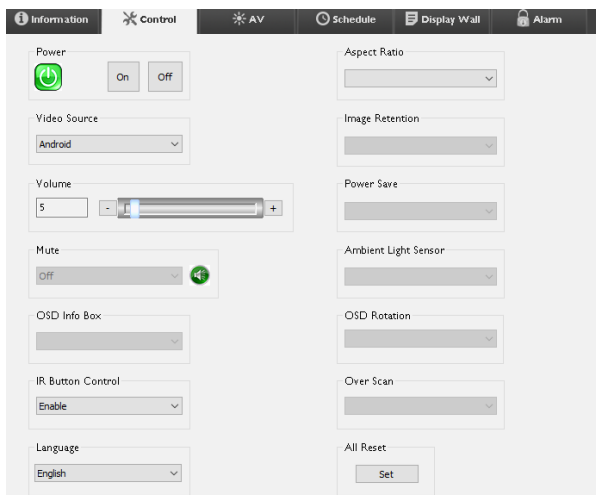 Information Control AV Schedule Display Wall Alarm
Power
On Off
Video Source
Android
Volume
5 - +
Mute
Off
OSD Info Box
IR Button Control
Enable
Language
English
Aspect Ratio
Image Retention
Power Save
Ambient Light Sensor
OSD Rotation
Over Scan
All Reset
Set